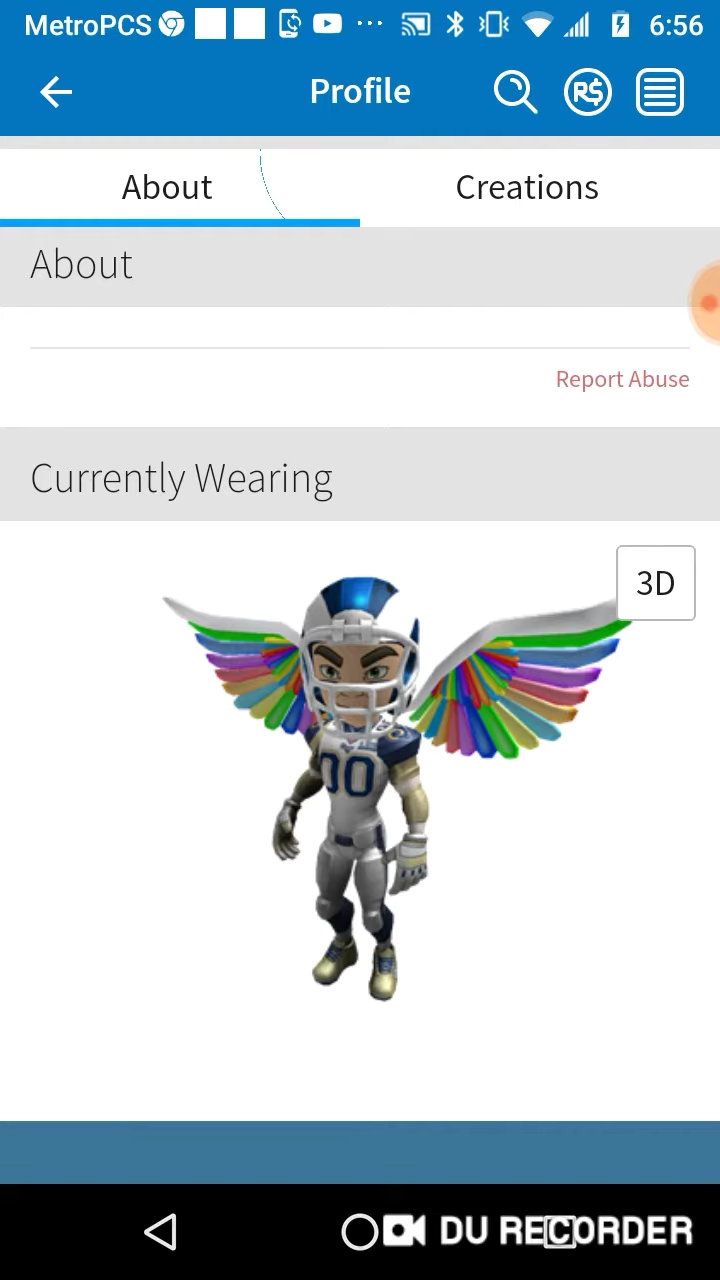 MetroPCS 6:56
Profile R$
About Creations
About
Report Abuse
Currently Wearing
3D
00
DU RECORDER